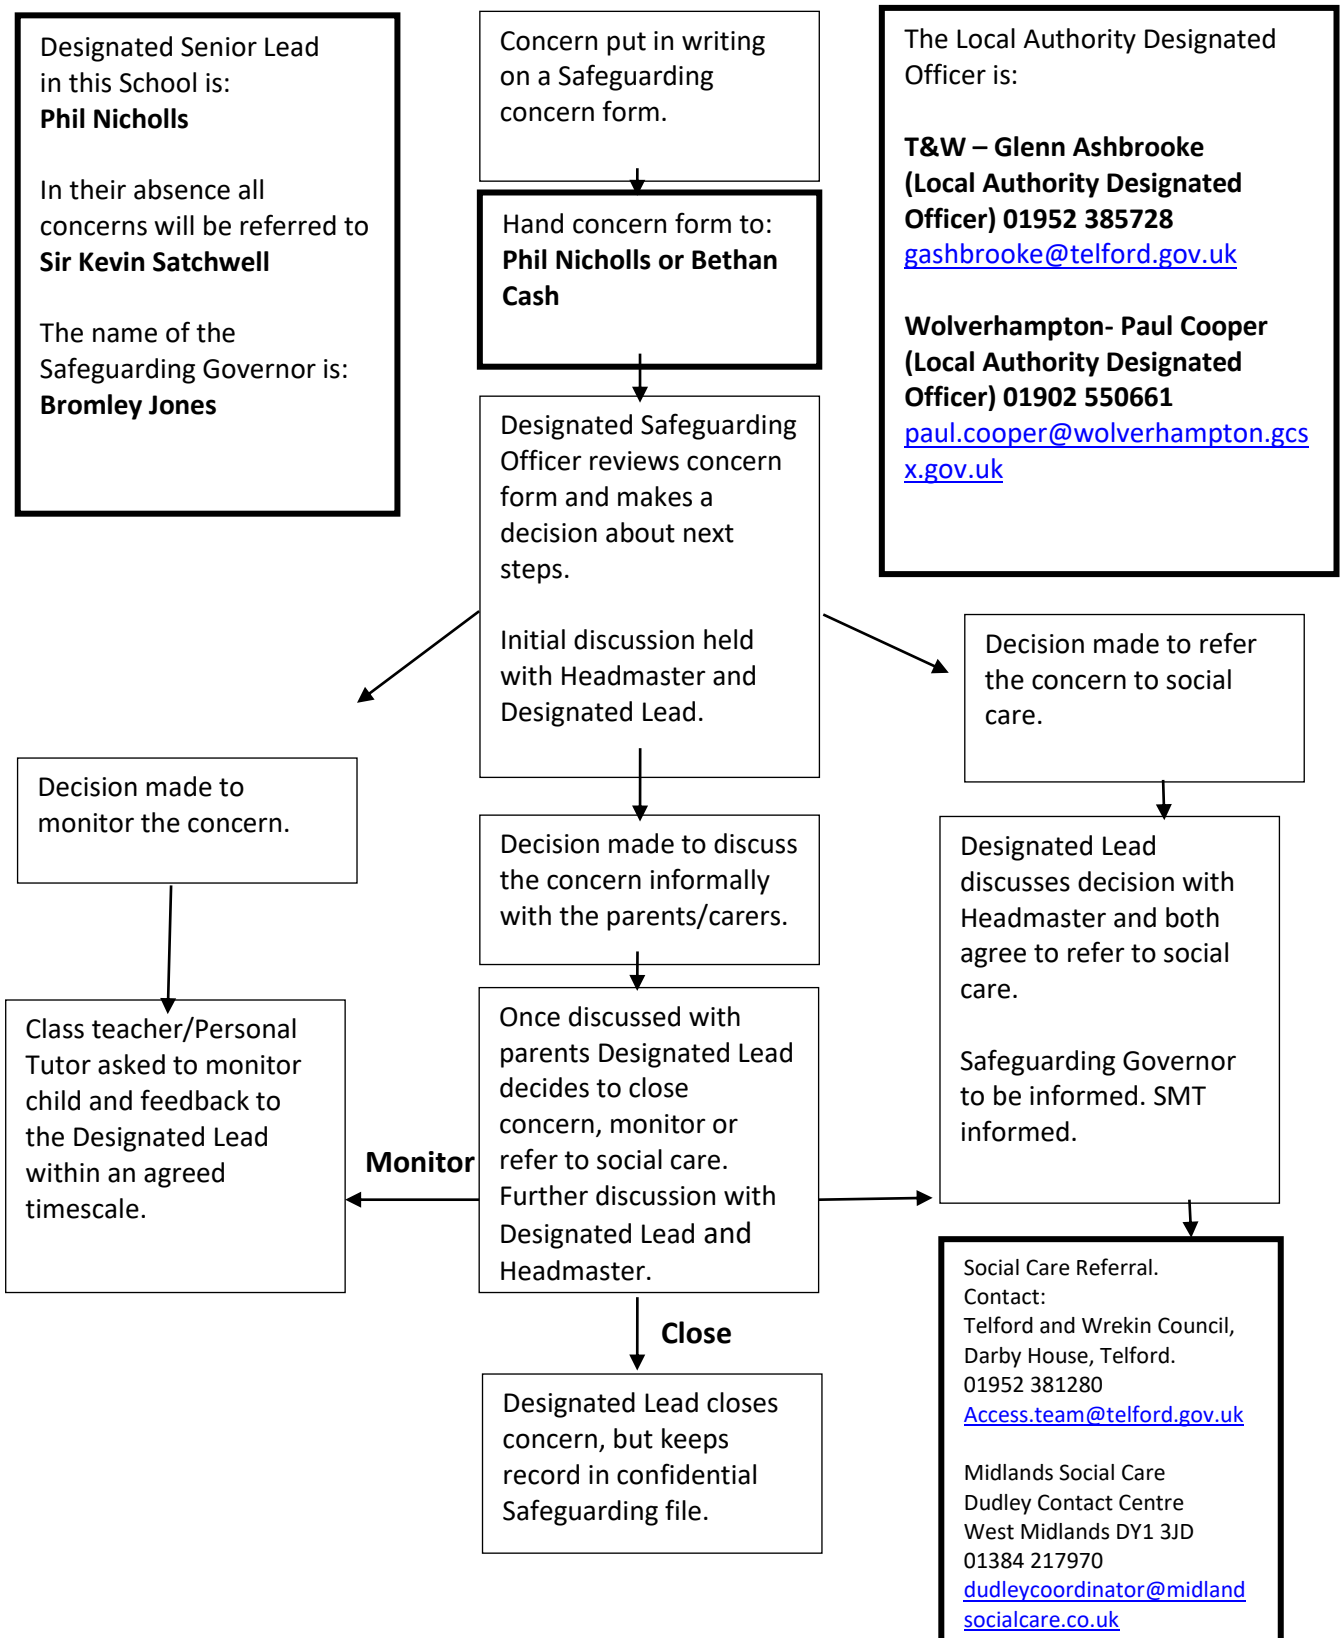 Designated Senior Lead
in this School is:
Phil Nicholls
In their absence all
concerns will be referred to
Sir Kevin Satchwell
The name of the
Safeguarding Governor is:
Bromley Jones
Concern put in writing
on a Safeguarding
concern form.
Hand concern form to:
Phil Nicholls or Bethan
Cash
The Local Authority Designated
Officer is:
T&W – Glenn Ashbrooke
(Local Authority Designated
Officer) 01952 385728
gashbrooke@telford.gov.uk
Wolverhampton- Paul Cooper
(Local Authority Designated
Officer) 01902 550661
paul.cooper@wolverhampton.gcs
x.gov.uk
Designated Safeguarding
Officer reviews concern
form and makes a
decision about next
steps.
Initial discussion held
with Headmaster and
Designated Lead.
Decision made to refer
the concern to social
care.
Decision made to
monitor the concern.
Decision made to discuss
the concern informally
with the parents/carers.
Designated Lead
discusses decision with
Headmaster and both
agree to refer to social
care.
Safeguarding Governor
to be informed. SMT
informed.
Class teacher/Personal
Tutor asked to monitor
child and feedback to
the Designated Lead
within an agreed
timescale.
Monitor
Once discussed with
parents Designated Lead
decides to close
concern, monitor or
refer to social care.
Further discussion with
Designated Lead and
Headmaster.
Close
Designated Lead closes
concern, but keeps
record in confidential
Safeguarding file.
Social Care Referral.
Contact:
Telford and Wrekin Council,
Darby House, Telford.
01952 381280
Access.team@telford.gov.uk
Midlands Social Care
Dudley Contact Centre
West Midlands DY1 3JD
01384 217970
dudleycoordinator@midland
socialcare.co.uk